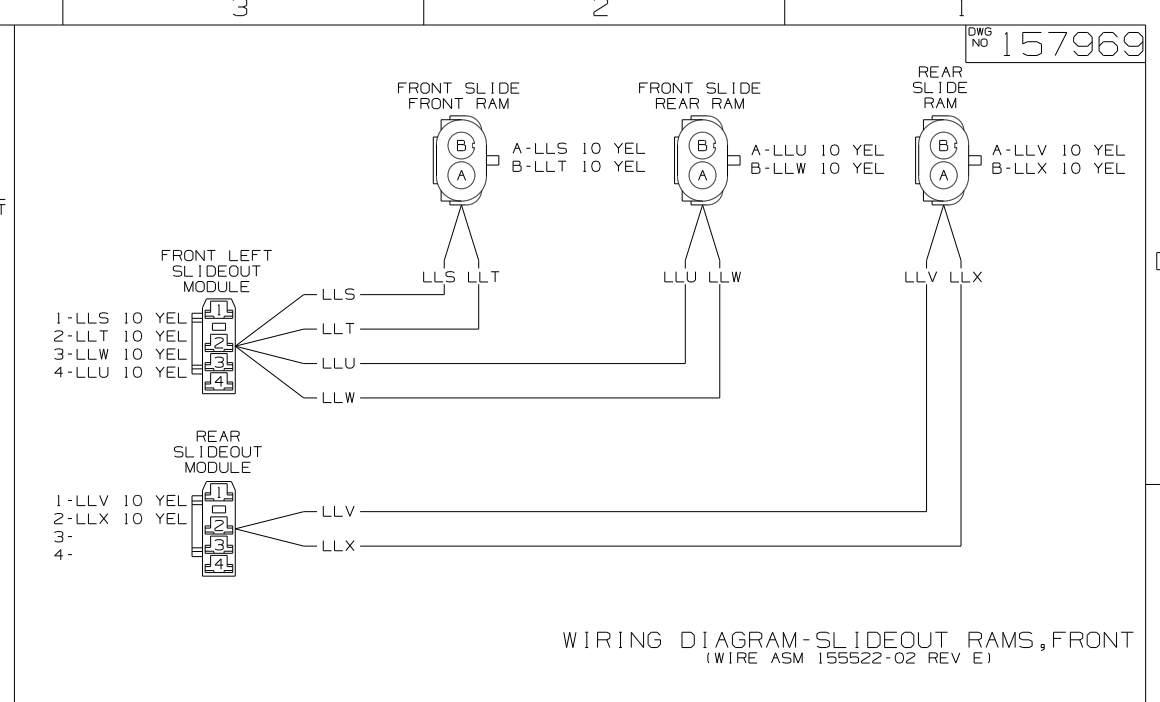 3
2
1
DWG
NO
157969
FRONT SLIDE
FRONT RAM
FRONT SLIDE
REAR RAM
REAR
SLIDE
RAM
B
A
A-LLS 10 YEL
B-LLT 10 YEL
B
A
A-LLU 10 YEL
B-LLW 10 YEL
B
A
A-LLV 10 YEL
B-LLX 10 YEL
T
FRONT LEFT
SLIDEOUT
MODULE
LLS LLT
LLU LLW
LLV LLX
1-LLS 10 YEL
2-LLT 10 YEL
3-LLW 10 YEL
4-LLU 10 YEL
1
2
3
4
LLS
LLT
LLU
LLW
REAR
SLIDEOUT
MODULE
1-LLV 10 YEL
2-LLX 10 YEL
3-
4-
1
2
3
4
LLV
LLX
WIRING DIAGRAM-SLIDEOUT RAMS,FRONT
(WIRE ASM 155522-02 REV E)